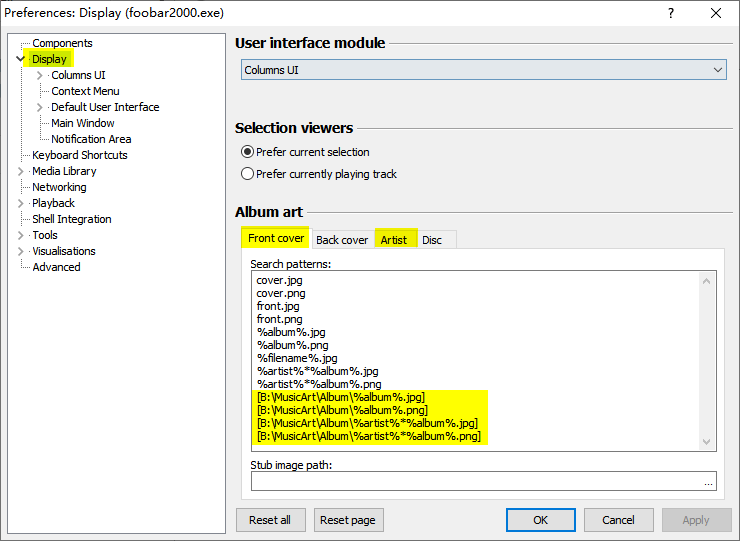 Preferences: Display (foobar2000.exe)
?
Components
Display
Columns UI
Context Menu
Default User Interface
Main Window
Notification Area
Keyboard Shortcuts
Media Library
Networking
Playback
Shell Integration
Tools
Visualisations
Advanced
User interface module
Columns UI
Selection viewers
Prefer current selection
Prefer currently playing track
Album art
Front cover Back cover Artist Disc
Search patterns:
cover.jpg
cover.png
front.jpg
front.png
%album%.jpg
%album%.png
%filename%.jpg
%artist%*%album%.jpg
%artist%*%album%.png
[B:\MusicArt\Album\%album%.jpg]
[B:\MusicArt\Album\%album%.png]
[B:\MusicArt\Album\%artist%*%album%.jpg]
[B:\MusicArt\Album\%artist%*%album%.png]
Stub image path:
...
Reset all Reset page OK Cancel Apply